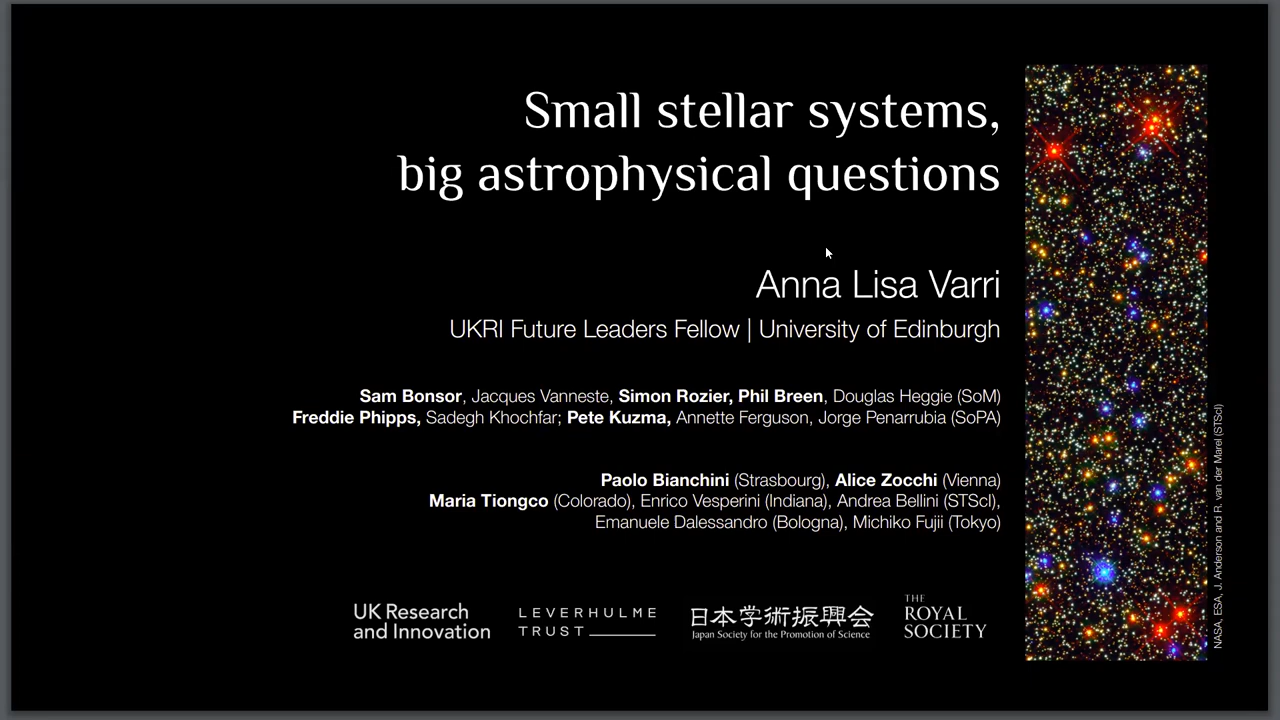 Small stellar systems,
big astrophysical questions
Anna Lisa Varri
UKRI Future Leaders Fellow | University of Edinburgh
Sam Bonsor, Jacques Vanneste, Simon Rozier, Phil Breen, Douglas Heggie (SoM)
Freddie Phipps, Sadegh Khochfar; Pete Kuzma, Annette Ferguson, Jorge Penarrubia (SoPA)
Paolo Bianchini (Strasbourg), Alice Zocchi (Vienna)
Maria Tiongco (Colorado), Enrico Vesperini (Indiana), Andrea Bellini (STScI),
Emanuele Dalessandro (Bologna), Michiko Fujii (Tokyo)
UK Research
and Innovation
LEVERHULME
TRUST
日本学術振興会
Japan Society for the Promotion of Science
THE
ROYAL
SOCIETY
NASA, ESA, J. Anderson and R. van der Marel (STScI)